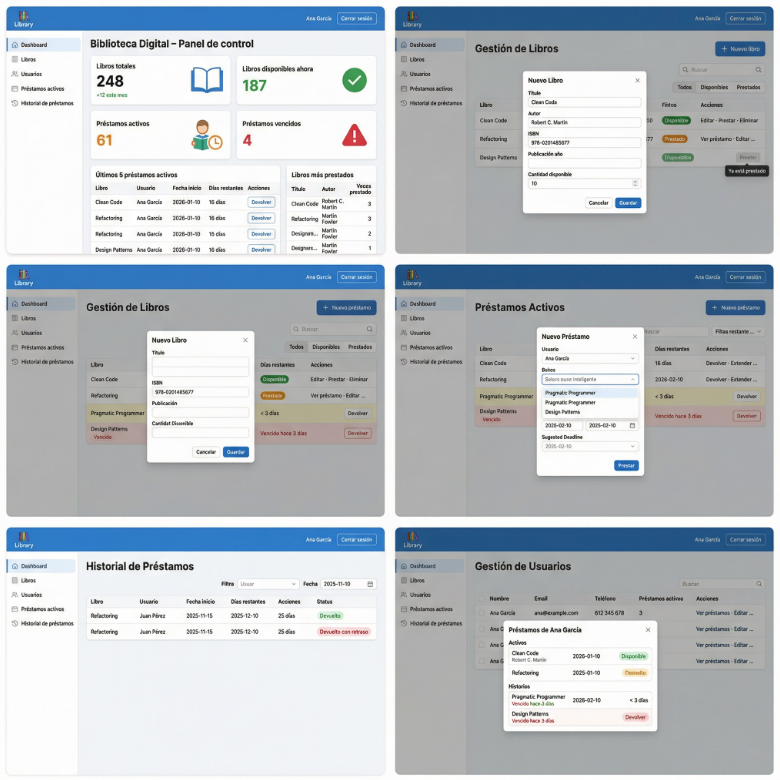 Library
Ana García
Cerrar sesión
Dashboard
Libros
Usuarios
Préstamos activos
Historial de préstamos
Biblioteca Digital – Panel de control
Libros totales
248
+12 este mes
Libros disponibles ahora
187
Préstamos activos
61
Préstamos vencidos
4
Últimos 5 préstamos activos
Libro Usuario Fecha inicio Días restantes Acciones
Clean Code Ana García 2026-01-10 16 días Devolver
Refactoring Ana García 2026-01-10 15 días Devolver
Clean Code Ana García 2026-01-10 16 días Devolver
Design Patterns Ana García 2026-01-10 16 días Devolver
Libros más prestados
Título Autor Veces prestado
Clean Code Robert C. Martin 3
Refactoring Martin Fowler 3
Designam... Martin Fowler 2
Designers... Martin 1
Library
Ana García
Cerrar sesión
Dashboard
Libros
Usuarios
Préstamos activos
Historial de préstamos
Gestión de Libros
+ Nuevo libro
Buscar
Todos Disponibles Prestados
Libro Fintos Acciones
Clean Code Disponible Editar - Prestar - Eliminar
Refactoring 77 Prestado Ver préstamo - Editar ...
Design Patterns Disponibilos
Ya está prestado
Nuevo Libro ×
Título
Clean Coda
Autor
Robert C. Martin
ISBN
978-0201485677
Publicación año
Cantidad disponible
10
Cancelar Guardar
Library
Ana García
Cerrar sesión
Dashboard
Libros
Usuarios
Préstamos activos
Historial de préstamos
Gestión de Libros
+ Nuevo préstamo
Buscar
Todos Disponibles Prestados
Libro Días restantes Acciones
Clean Code Disponible Editar - Prestar - Eliminar
Refactoring Prestado Ver préstamo - Editar ...
Pragmatic Programmer < 3 días Devolver
Design Patterns
Vencido
Vencido hace 3 días Devolver
Nuevo Libro ×
Título
ISBN
978-0201485677
Publicación
Cantidat Disponible
Cancelar Guardar
Library
Ana García
Cerrar sesión
Dashboard
Libros
Usuarios
Préstamos activos
Historial de préstamos
Préstamos Activos
+ Nuevo préstamo
Buscar
Filtas restante ...
Libro Días restantes Acciones
Clean Code 16 días Devolver - Extender ...
Refactoring 2026-02-10 Devolver - Extender ...
Pragmatic Programmer < 3 días Devolver
Design Patterns
Vencido
Vencido hace 3 días Devolver
Nuevo Préstamo ×
Usuario
Ana García
Pragmatic Programmer
Pragmatic Programmer
Design Patterns
2026-02-10 2025-02-10
Sugested Deadline
2026-02-10
Prestar
Library
Ana García
Cerrar sesión
Dashboard
Libros
Usuarios
Préstamos activos
Historial de préstamos
Historial de Préstamos
Filtra Usuar Fecha 2025-11-10
Libro Usuario Fecha inicio Días restantes Acciones Status
Refactoring Juan Pérez 2025-11-15 2025-12-10 25 días Devuelto
Refactoring Juan Pérez 2025-11-15 2025-12-10 25 días Devuelto con retraso
Library
Ana García
Cerrar sesión
Dashboard
Libros
Usuarios
Préstamos activos
Historial de préstamos
Gestión de Usuarios
Buscar
Nombre Email Teléfono Préstamos activos Acciones
Ana García ana@example.com 612 345 678 3 Ver préstamos - Editar ...
Ana G Ver préstamos - Editar ...
Ana G Ver préstamos - Editar ...
Ana G Ver préstamos - Editar ...
Préstamos de Ana García ×
Activos
Clean Code
Robert C. Martin
2026-01-10 Disponible
Refactoring 2025-01-10
Historios
Pragmatic Programmer
Vencido hace 3 días
2026-02-10 < 3 días
Design Patterns
Vencido hace 3 días
Devolver